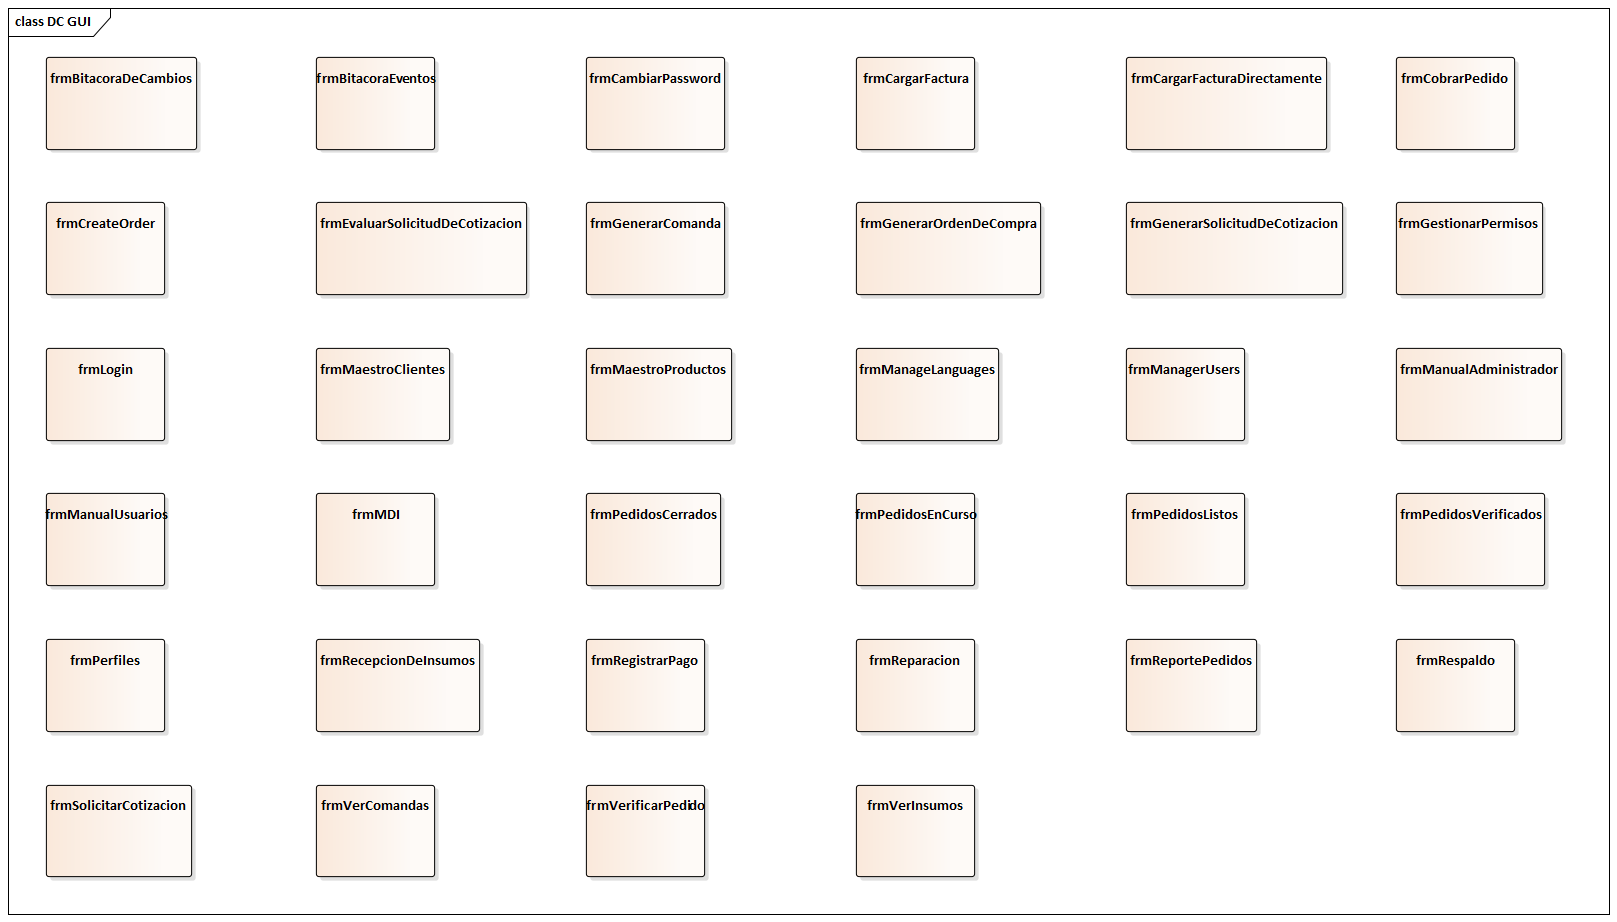 class DC GUI
frmBitacoraDeCambios
frmBitacoraEventos
frmCambiarPassword
frmCargarFactura
frmCargarFacturaDirectamente
frmCobrarPedido
frmCreateOrder
frmEvaluarSolicitudDeCotizacion
frmGenerarComanda
frmGenerarOrdenDeCompra
frmGenerarSolicitudDeCotizacion
frmGestionarPermisos
frmLogin
frmMaestroClientes
frmMaestroProductos
frmManageLanguages
frmManagerUsers
frmManualAdministrador
frmManualUsuarios
frmMDI
frmPedidosCerrados
frmPedidosEnCurso
frmPedidosListos
frmPedidosVerificados
frmPerfiles
frmRecepcionDeInsumos
frmRegistrarPago
frmReparacion
frmReportePedidos
frmRespaldo
frmSolicitarCotizacion
frmVerComandas
frmVerificarPedido
frmVerInsumos